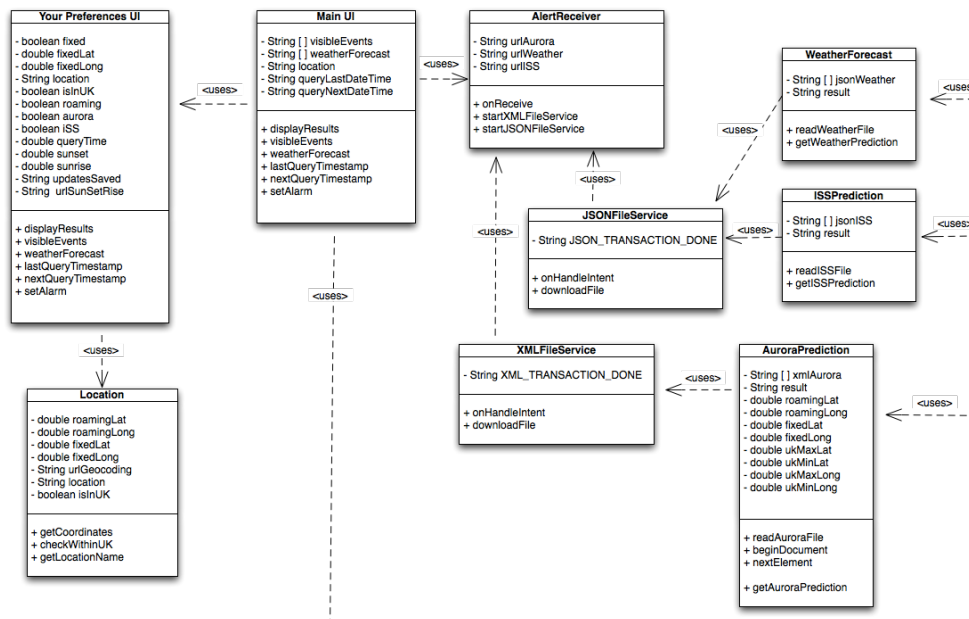 Your Preferences UI
- boolean fixed
- double fixedLat
- double fixedLong
- String location
- boolean isInUK
- boolean roaming
- boolean aurora
- boolean iSS
- double queryTime
- double sunset
- double sunrise
- String updatesSaved
- String urlSunSetRise
+ displayResults
+ visibleEvents
+ weatherForecast
+ lastQueryTimestamp
+ nextQueryTimestamp
+ setAlarm
<uses>
Main UI
- String [ ] visibleEvents
- String [ ] weatherForecast
- String location
- String queryLastDateTime
- String queryNextDateTime
+ displayResults
+ visibleEvents
+ weatherForecast
+ lastQueryTimestamp
+ nextQueryTimestamp
+ setAlarm
<uses>
AlertReceiver
- String urlAurora
- String urlWeather
- String urlISS
+ onReceive
+ startXMLFileService
+ startJSONFileService
WeatherForecast
- String [ ] jsonWeather
- String result
+ readWeatherFile
+ getWeatherPrediction
<uses>
<uses>
<uses>
ISSPrediction
- String [ ] jsonISS
- String result
+ readISSFile
+ getISSPrediction
<uses>
<uses>
JSONFileService
- String JSON_TRANSACTION_DONE
+ onHandleIntent
+ downloadFile
<uses>
<uses>
<uses>
Location
- double roamingLat
- double roamingLong
- double fixedLat
- double fixedLong
- String urlGeocoding
- String location
- boolean isInUK
+ getCoordinates
+ checkWithinUK
+ getLocationName
XMLFileService
- String XML_TRANSACTION_DONE
+ onHandleIntent
+ downloadFile
<uses>
AuroraPrediction
- String [ ] xmlAurora
- String result
- double roamingLat
- double roamingLong
- double fixedLat
- double fixedLong
- double ukMaxLat
- double ukMinLat
- double ukMaxLong
- double ukMinLong
+ readAuroraFile
+ beginDocument
+ nextElement
+ getAuroraPrediction
<uses>